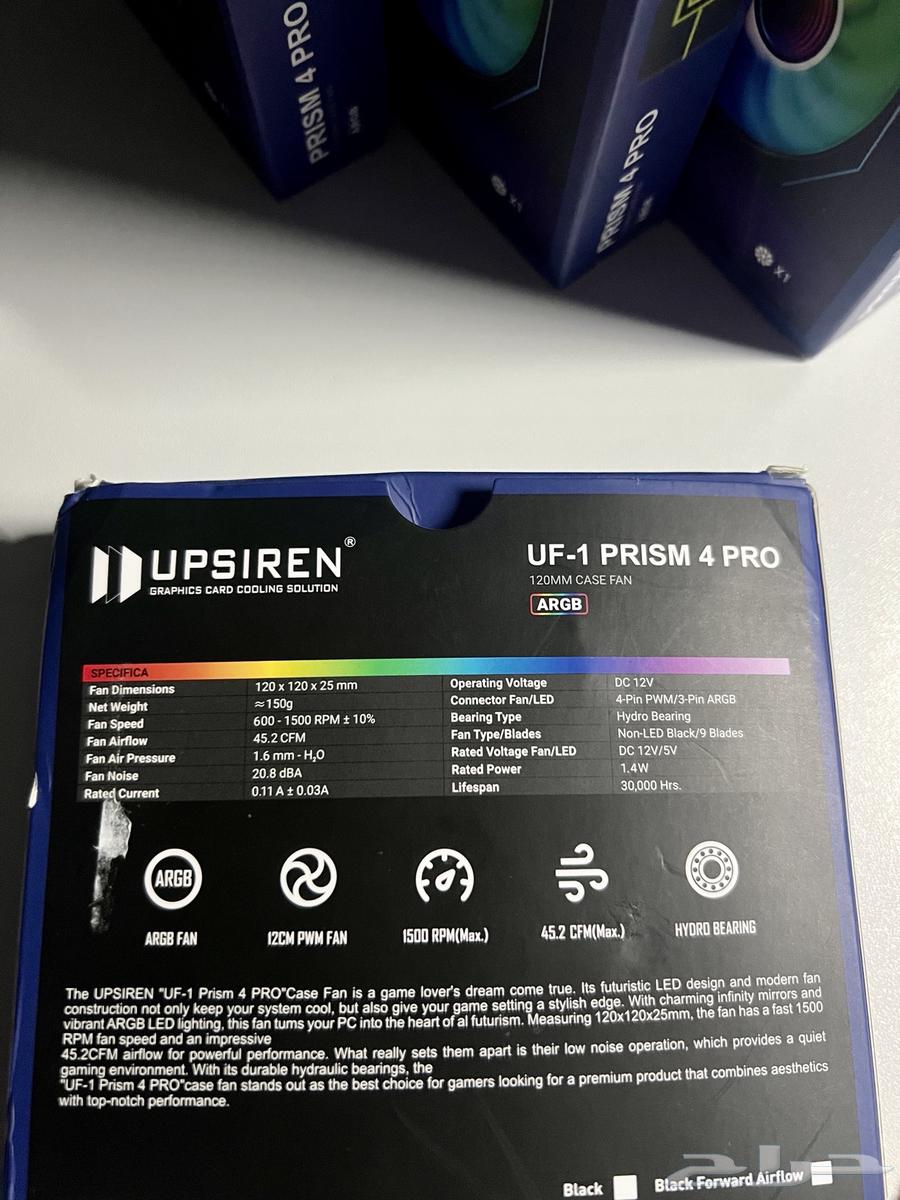 PRISM 4 PRO
ARGB
X1
PRISM 4 PRO
X1
UPSIREN®
GRAPHICS CARD COOLING SOLUTION
UF-1 PRISM 4 PRO
120MM CASE FAN
ARGB
SPECIFICA
Fan Dimensions 120 x 120 x 25 mm Operating Voltage DC 12V
Net Weight ≈150g Connector Fan/LED 4-Pin PWM/3-Pin ARGB
Fan Speed 600 - 1500 RPM ± 10% Bearing Type Hydro Bearing
Fan Airflow 45.2 CFM Fan Type/Blades Non-LED Black/9 Blades
Fan Air Pressure 1.6 mm - H₂O Rated Voltage Fan/LED DC 12V/5V
Fan Noise 20.8 dBA Rated Power 1.4W
Rated Current 0.11 A ± 0.03A Lifespan 30,000 Hrs.
ARGB
ARGB FAN 12CM PWM FAN 1500 RPM(Max.) 45.2 CFM(Max.) HYDRO BEARING
The UPSIREN "UF-1 Prism 4 PRO"Case Fan is a game lover's dream come true. Its futuristic LED design and modern fan
construction not only keep your system cool, but also give your game setting a stylish edge. With charming infinity mirrors and
vibrant ARGB LED lighting, this fan turns your PC into the heart of al futurism. Measuring 120x120x25mm, the fan has a fast 1500
RPM fan speed and an impressive
45.2CFM airflow for powerful performance. What really sets them apart is their low noise operation, which provides a quiet
gaming environment. With its durable hydraulic bearings, the
"UF-1 Prism 4 PRO"case fan stands out as the best choice for gamers looking for a premium product that combines aesthetics
with top-notch performance.
Black Black Forward Airflow
حراج